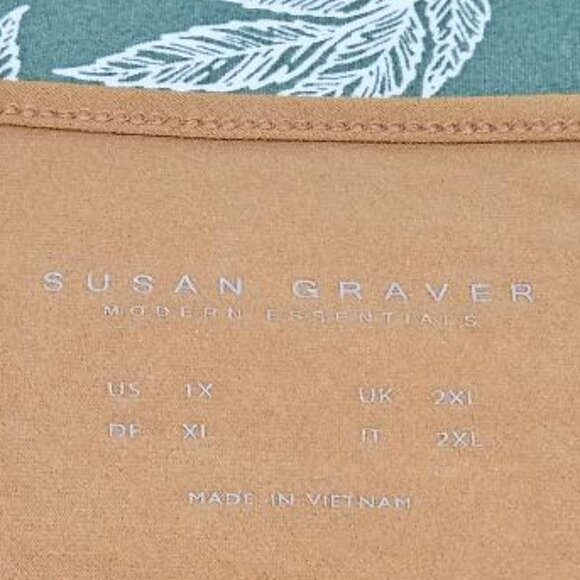 SUSAN GRAVER
MODERN ESSENTIALS
US 1X UK 2XL
DE XL IT 2XL
MADE IN VIETNAM